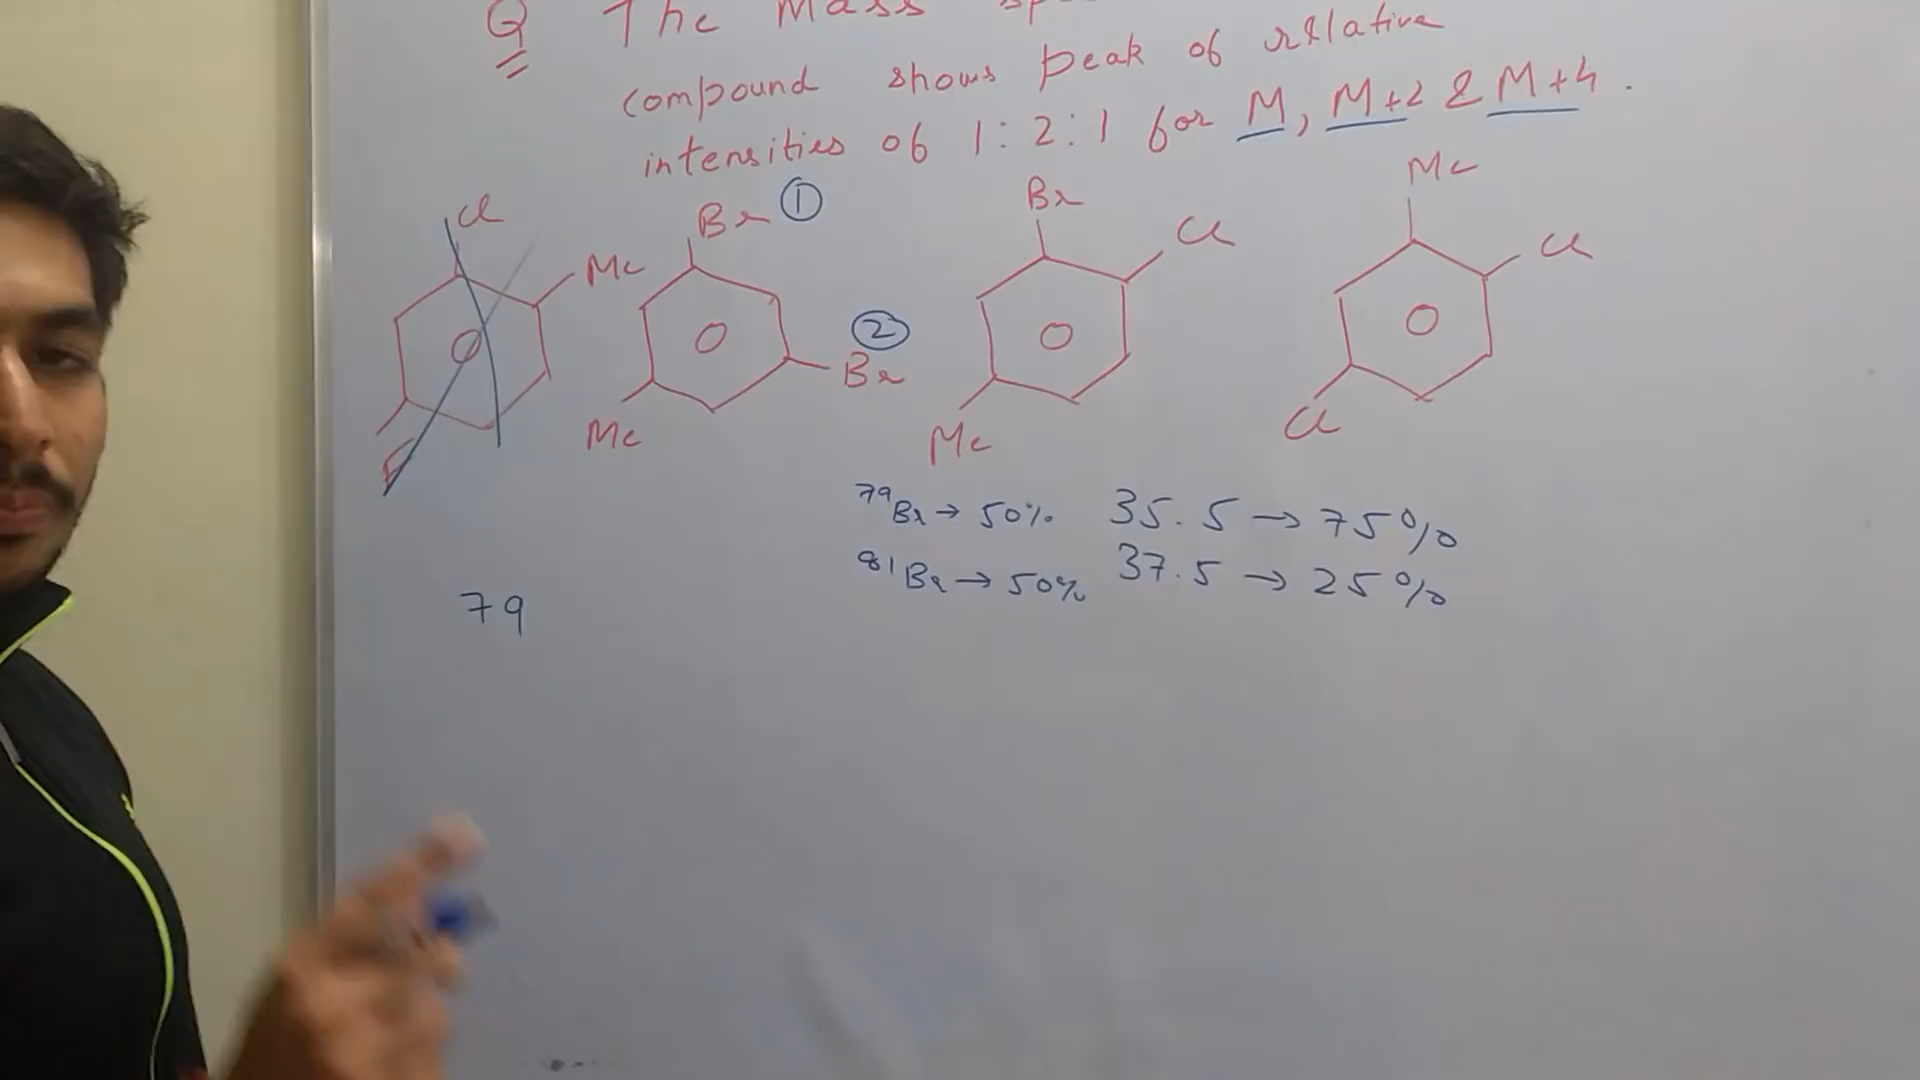 Q The Mass
compound shows peak of relative
intensities of 1 : 2 : 1 for M, M+2 & M+4.
Cl
Me
F
Br ①
Br ②
Me
Br
Cl
Me
Me
Cl
Cl
⁷⁹Br → 50% 35.5 → 75%
⁸¹Br → 50% 37.5 → 25%
79